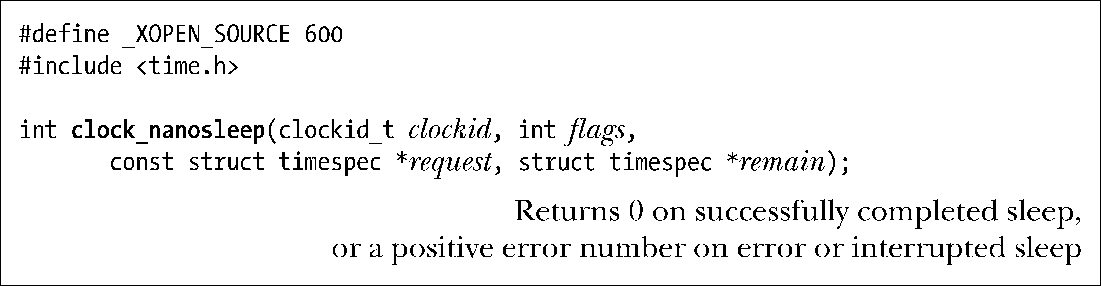 #define _XOPEN_SOURCE 600
#include <time.h>
int clock_nanosleep(clockid_t clockid, int flags,
const struct timespec *request, struct timespec *remain);
Returns 0 on successfully completed sleep,
or a positive error number on error or interrupted sleep